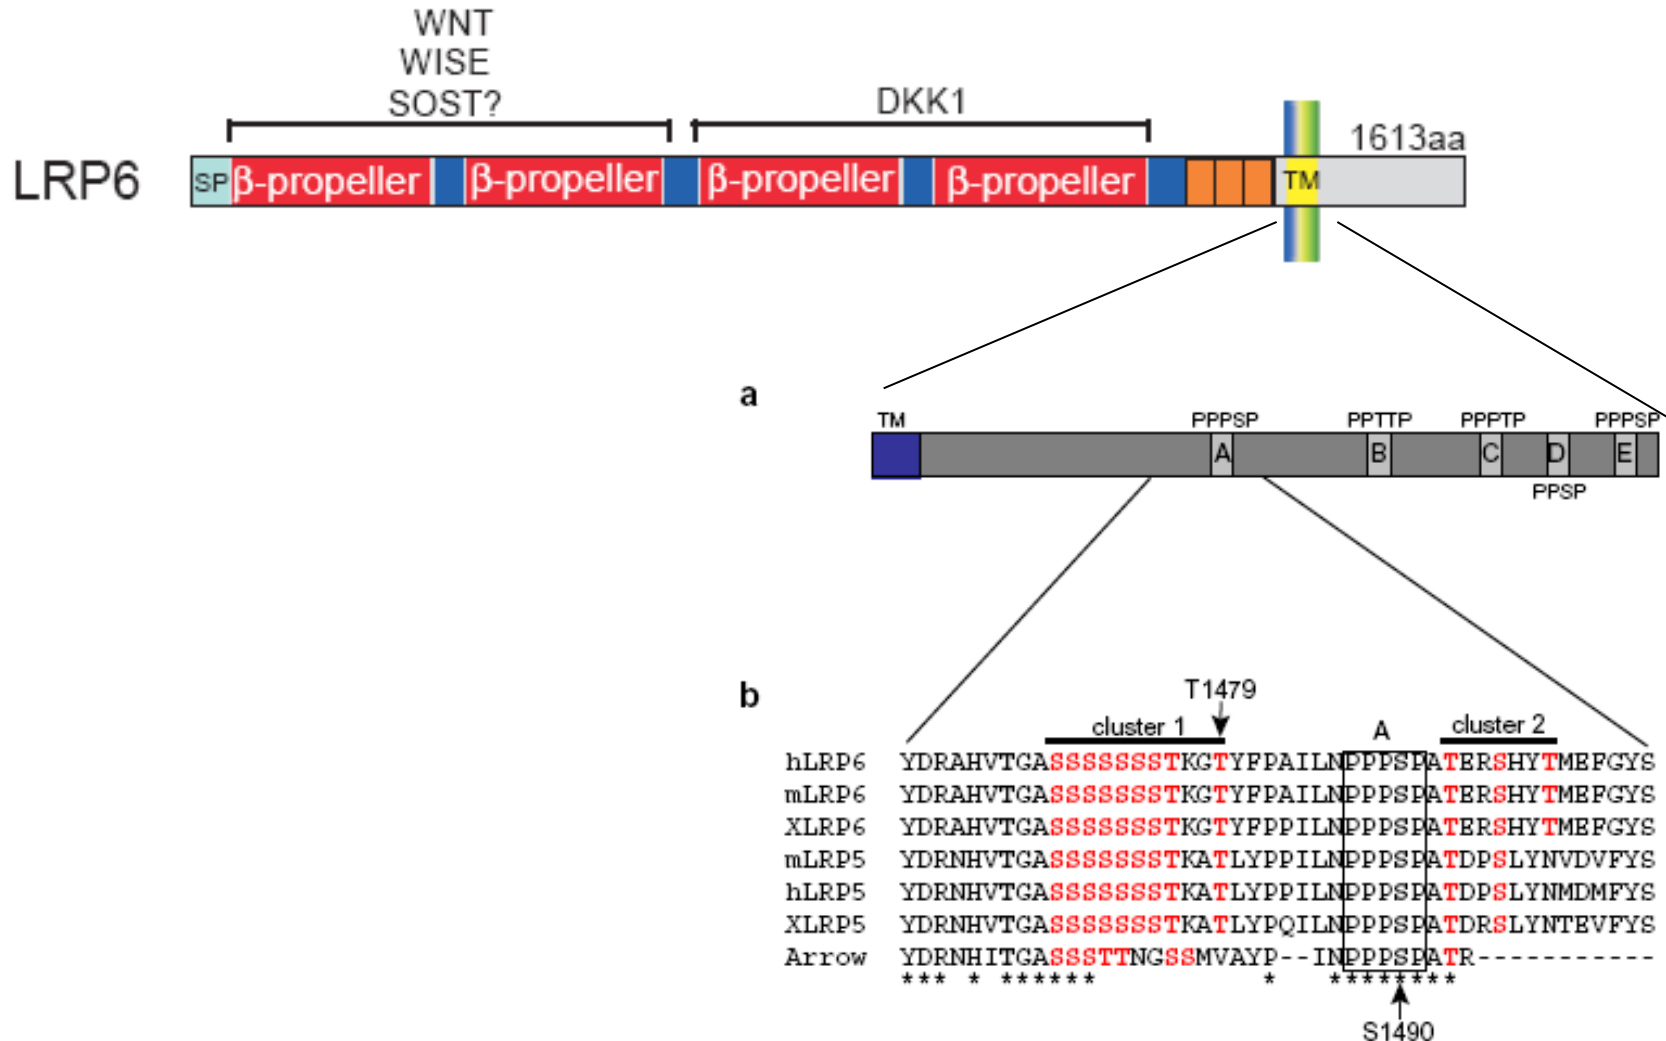 WNT
WISE
SOST?
DKK1
1613aa
LRP6
SP β-propeller β-propeller β-propeller β-propeller TM
a
TM PPPSP PPTTP PPPTP PPPSP
A B C D E
PPSP
b
T1479
cluster 1 A cluster 2
hLRP6 YDRAHVTGASSSSSSSTKGTYFPAILNPPPSPATERSHYTMEFGYS
mLRP6 YDRAHVTGASSSSSSSTKGTYFPAILNPPPSPATERSHYTMEFGYS
XLRP6 YDRAHVTGASSSSSSSTKGTYFPPILNPPPSPATERSHYTMEFGYS
mLRP5 YDRNHVTGASSSSSSSTKATLYPPILNPPPSPATDPSLYNVDVFYS
hLRP5 YDRNHVTGASSSSSSSTKATLYPPILNPPPSPATDPSLYNMDMFYS
XLRP5 YDRNHVTGASSSSSSSTKATLYPQILNPPPSPATDRSLYNTEVFYS
Arrow YDRNHITGASSSTTNGSSMVAYP--INPPPSPATR-----------
*** * ****** * ********
S1490